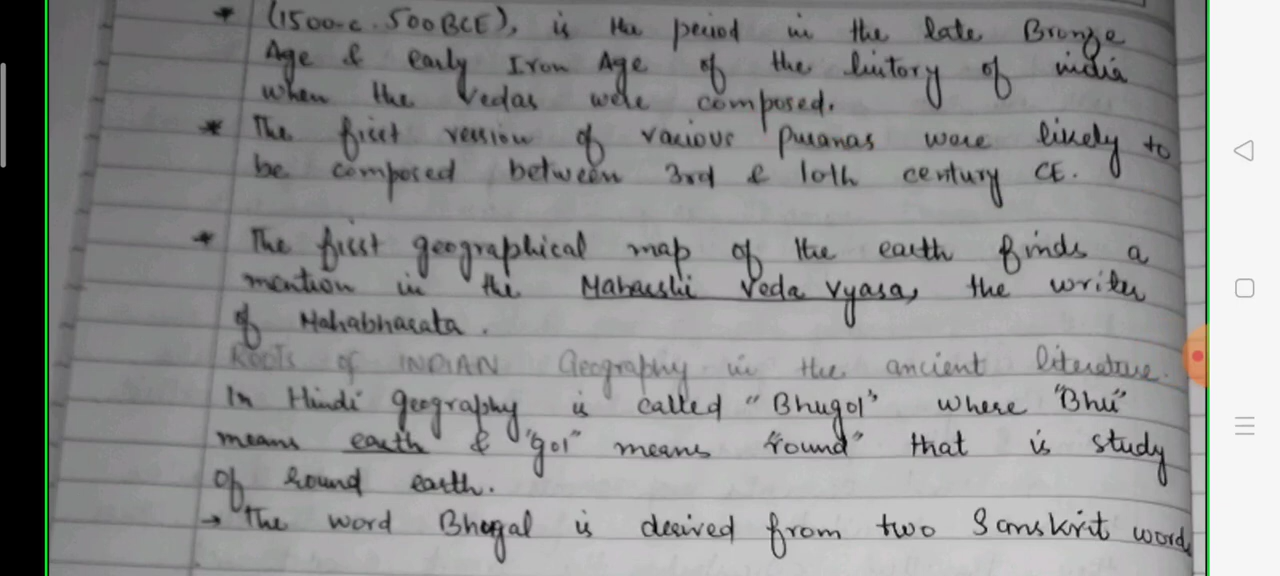 * (1500-c. 500BCE), is the period in the late Bronze
Age & early Iron Age of the history of india
when the Vedas were composed.
* The first version of various Puranas were likely to
be composed between 3rd & 10th century CE.
* The first geographical map of the earth finds a
mention in the Maharshi Veda Vyasa, the writer
of Mahabharata.
Roots of INDIAN Geography in the ancient literature.
In Hindi geography is called "Bhugol" where "Bhu"
means earth & "gol" means "round" that is study
of round earth.
→ The word Bhogal is derived from two Sanskrit word